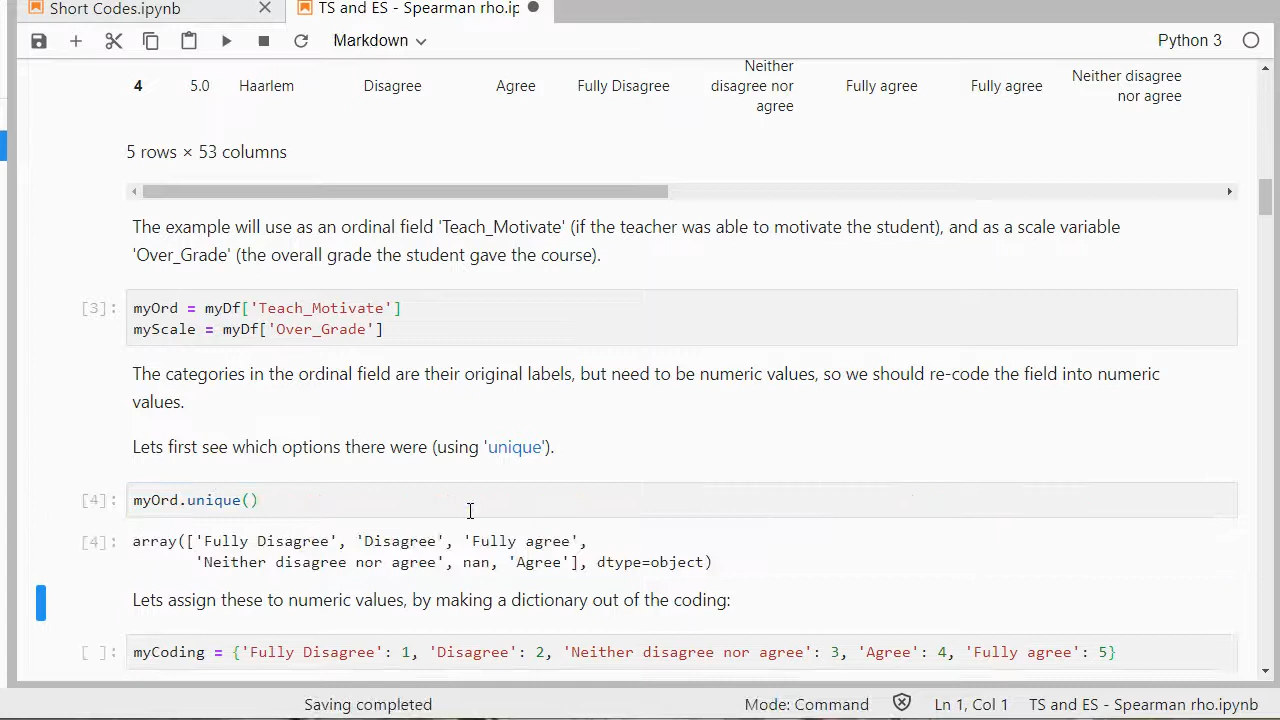 Short Codes.ipynb
TS and ES - Spearman rho.ip
Markdown
Python 3
4 5.0 Haarlem Disagree Agree Fully Disagree Neither disagree nor agree Fully agree Fully agree Neither disagree nor agree
5 rows × 53 columns
The example will use as an ordinal field 'Teach_Motivate' (if the teacher was able to motivate the student), and as a scale variable
'Over_Grade' (the overall grade the student gave the course).
[3]: myOrd = myDf['Teach_Motivate']
myScale = myDf['Over_Grade']
The categories in the ordinal field are their original labels, but need to be numeric values, so we should re-code the field into numeric
values.
Lets first see which options there were (using 'unique').
[4]: myOrd.unique()
[4]: array(['Fully Disagree', 'Disagree', 'Fully agree',
'Neither disagree nor agree', nan, 'Agree'], dtype=object)
Lets assign these to numeric values, by making a dictionary out of the coding:
[ ]: myCoding = {'Fully Disagree': 1, 'Disagree': 2, 'Neither disagree nor agree': 3, 'Agree': 4, 'Fully agree': 5}
Saving completed
Mode: Command
Ln 1, Col 1
TS and ES - Spearman rho.ipynb